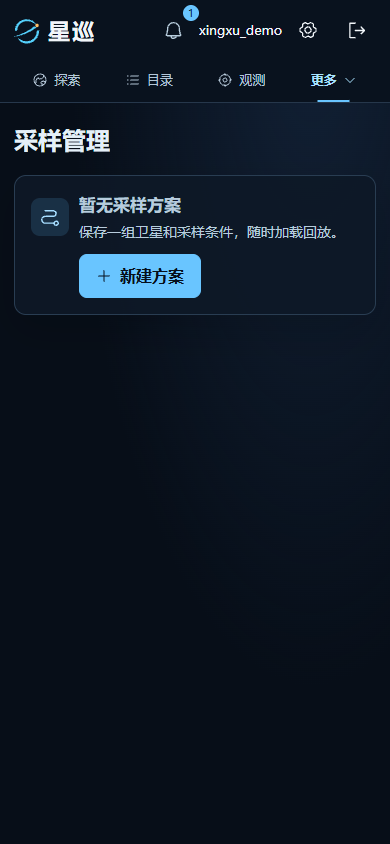 星巡
1
xingxu_demo
探索
目录
观测
更多
采样管理
暂无采样方案
保存一组卫星和采样条件，随时加载回放。
新建方案